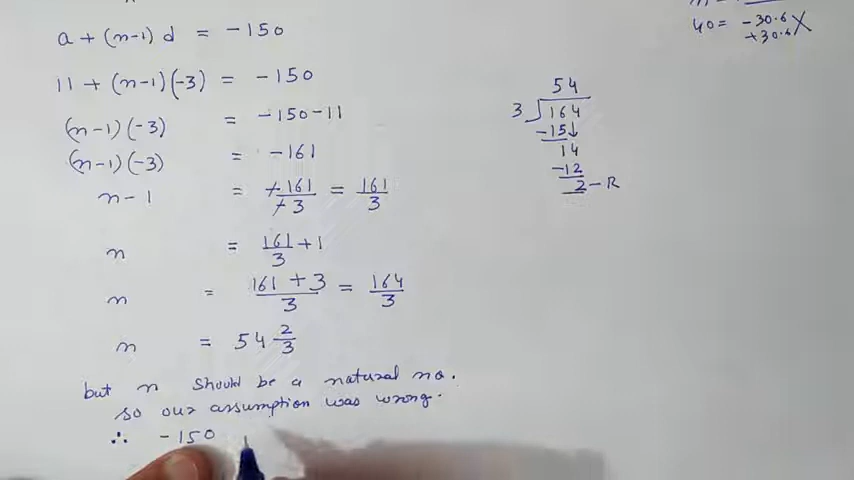 a + (n-1) d = -150
11 + (n-1)(-3) = -150
(n-1)(-3) = -150-11
(n-1)(-3) = -161
n-1 = -161/-3 = 161/3
n = 161/3 + 1
n = 161 + 3/3 = 164/3
n = 54 2/3
but n should be a natural no.
so our assumption was wrong.
∴ -150
54
3 164
-15↓
14
-12
2 - R
40 = -30.6
+30.6